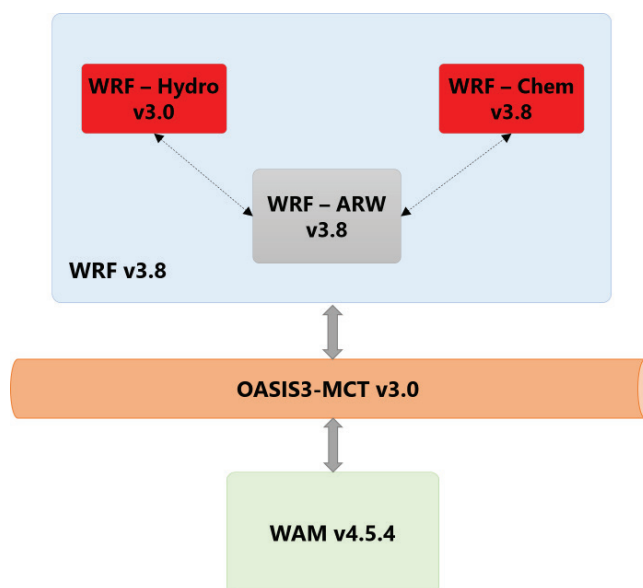 WRF – Hydro
v3.0
WRF – Chem
v3.8
WRF – ARW
v3.8
WRF v3.8
OASIS3-MCT v3.0
WAM v4.5.4